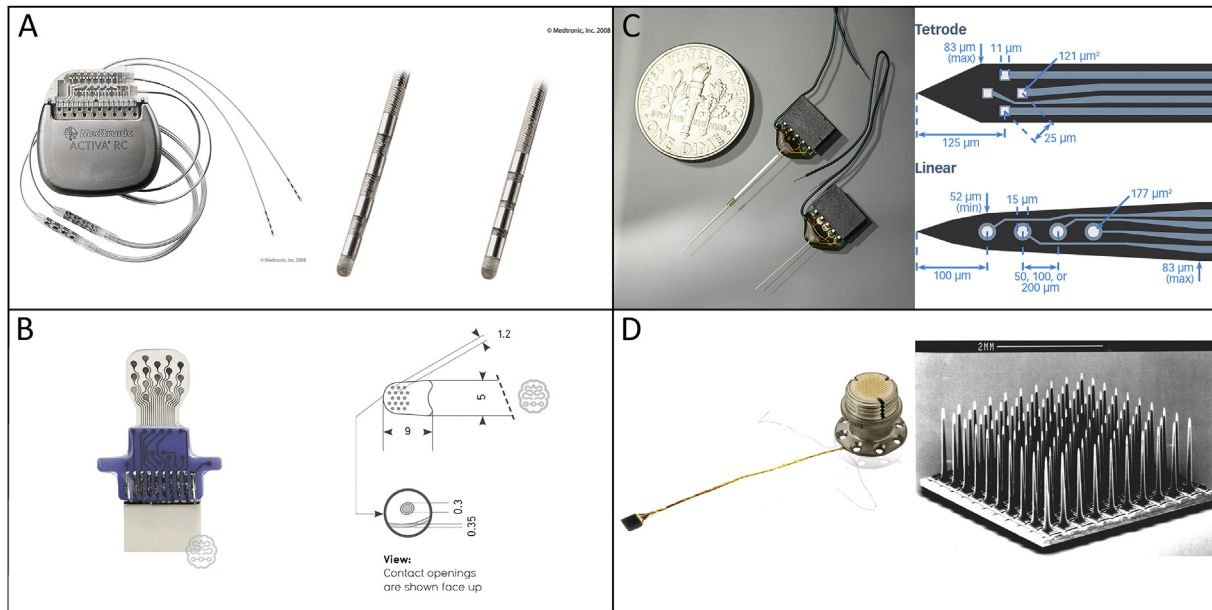 A
© Medtronic, Inc. 2008
Medtronic
ACTIVA® RC
© Medtronic, Inc. 2009
B
1.2
5
9
0.3
0.35
View:
Contact openings
are shown face up
C
UNITED STATES OF AMERICA
ONE DIME
Tetrode
83 µm
(max)
11 µm
121 µm²
125 µm
25 µm
Linear
52 µm
(min)
15 µm
177 µm²
100 µm
50, 100, or
200 µm
83 µm
(max)
D
2MM